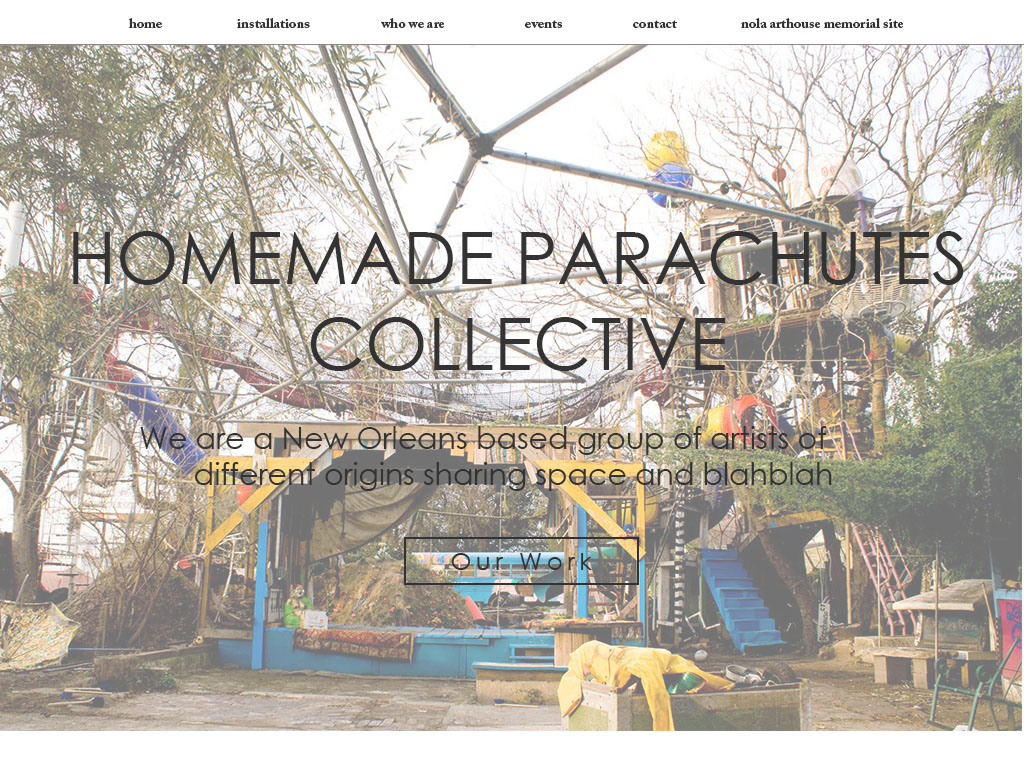 home installations who we are events contact nola arthouse memorial site
HOMEMADE PARACHUTES
COLLECTIVE
We are a New Orleans based group of artists of
different origins sharing space and blahblah
Our Work